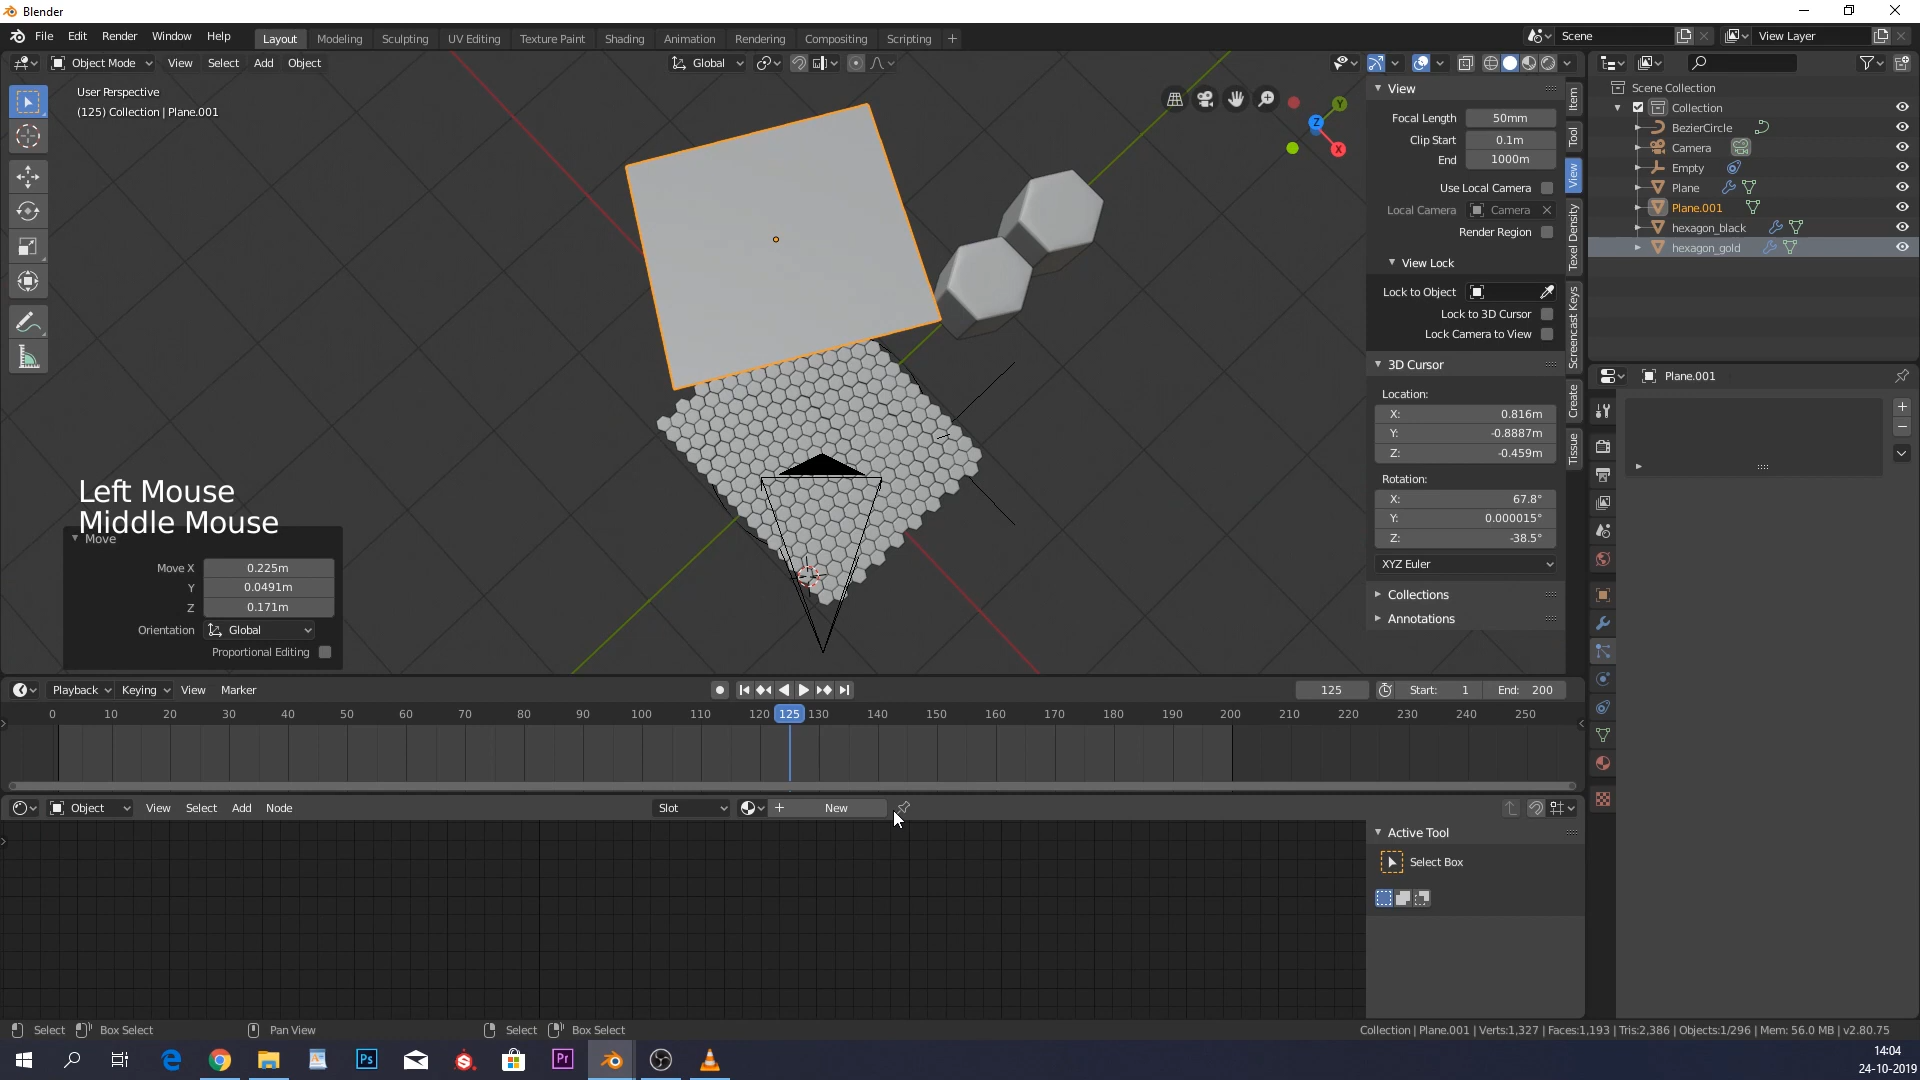 Blender
File Edit Render Window Help
Layout Modeling Sculpting UV Editing Texture Paint Shading Animation Rendering Compositing Scripting +
Scene
View Layer
Object Mode View Select Add Object
Global
User Perspective
(125) Collection | Plane.001
Z
Y
X
View
Focal Length 50mm
Clip Start 0.1m
End 1000m
Use Local Camera
Local Camera Camera
Render Region
View Lock
Lock to Object
Lock to 3D Cursor
Lock Camera to View
3D Cursor
Location:
X: 0.816m
Y: -0.8887m
Z: -0.459m
Rotation:
X: 67.8°
Y: 0.000015°
Z: -38.5°
XYZ Euler
Collections
Annotations
Item
Tool
View
Texel Density
Screencast Keys
Create
Tissue
Scene Collection
Collection
BezierCircle
Camera
Empty
Plane
Plane.001
hexagon_black
hexagon_gold
Plane.001
Left Mouse
Middle Mouse
Move
Move X 0.225m
Y 0.0491m
Z 0.171m
Orientation Global
Proportional Editing
Playback Keying View Marker
125 Start: 1 End: 200
0 10 20 30 40 50 60 70 80 90 100 110 120 125 130 140 150 160 170 180 190 200 210 220 230 240 250
Object View Select Add Node Slot New
Active Tool
Select Box
Select Box Select Pan View Select Box Select
Collection | Plane.001 | Verts:1,327 | Faces:1,193 | Tris:2,386 | Objects:1/296 | Mem: 56.0 MB | v2.80.75
Ps
Pr
14:04
24-10-2019